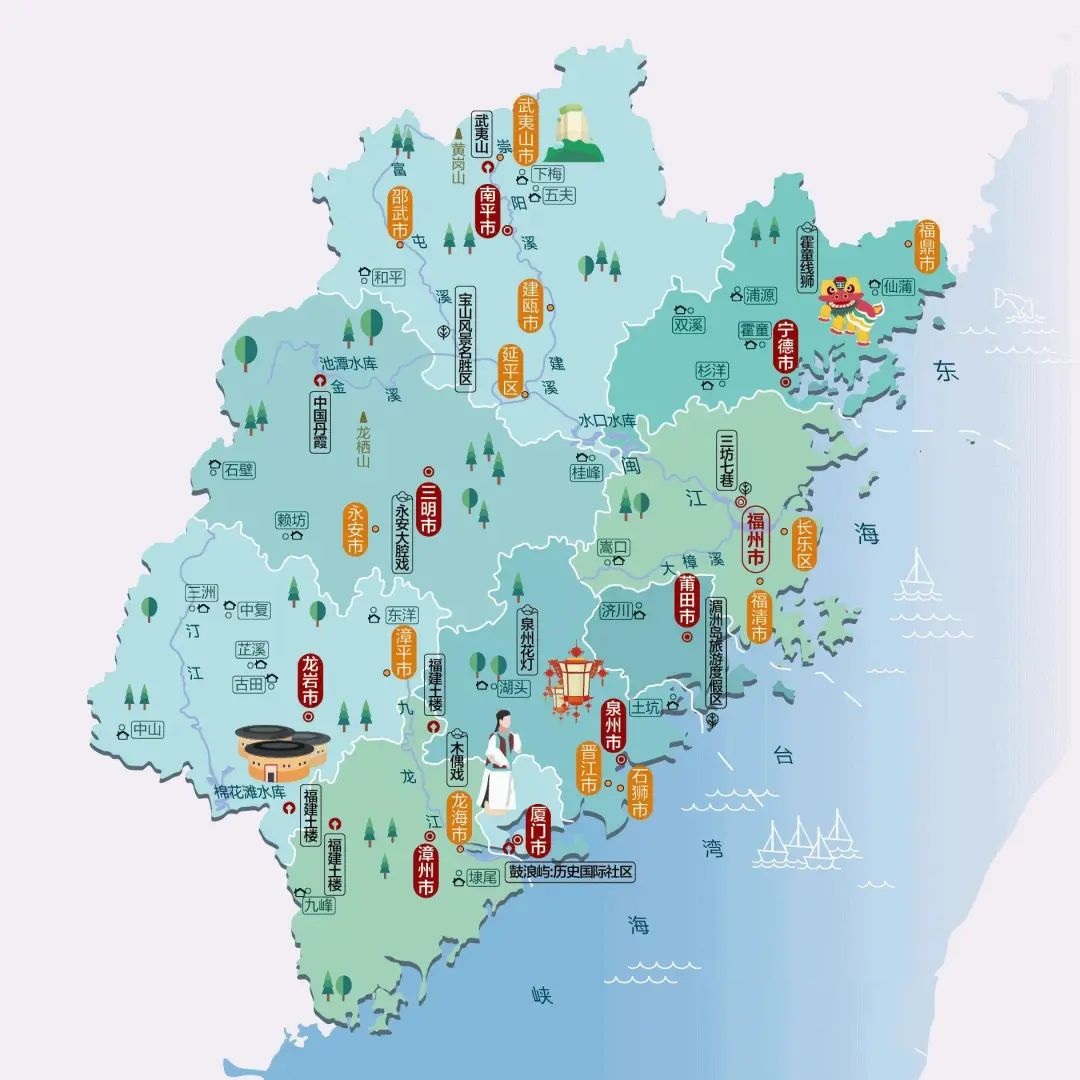 武夷山市
武夷山
黄岗山
崇
阳
溪
下梅
五夫
南平市
富
屯
溪
邵武市
和平
建瓯市
宝山风景名胜区
延平区
建
溪
霍童线狮
福鼎市
仙蒲
浦源
双溪
霍童
宁德市
杉洋
池潭水库
金
溪
中国丹霞
龙栖山
水口水库
桂峰
闽
江
三坊七巷
石壁
三明市
永安市
永安大腔戏
赖坊
福州市
长乐区
嵩口
大
樟
溪
福清市
莆田市
济川
湄洲岛旅游度假区
三洲
中复
汀
江
东洋
漳平市
芷溪
古田
龙岩市
中山
福建土楼
泉州花灯
湖头
土坑
泉州市
晋江市
石狮市
九
龙
江
木偶戏
龙海市
棉花滩水库
福建土楼
福建土楼
漳州市
厦门市
鼓浪屿:历史国际社区
埭尾
九峰
东
海
台
湾
海
峡